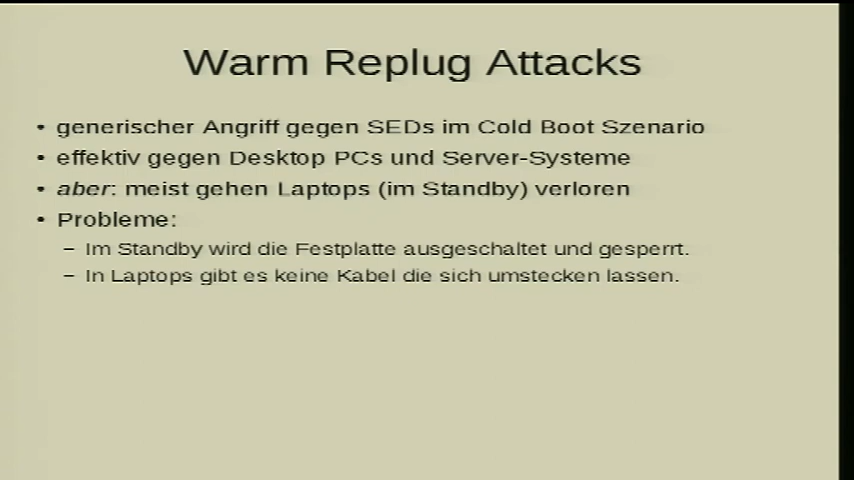 Warm Replug Attacks
• generischer Angriff gegen SEDs im Cold Boot Szenario
• effektiv gegen Desktop PCs und Server-Systeme
• aber: meist gehen Laptops (im Standby) verloren
• Probleme:
– Im Standby wird die Festplatte ausgeschaltet und gesperrt.
– In Laptops gibt es keine Kabel die sich umstecken lassen.